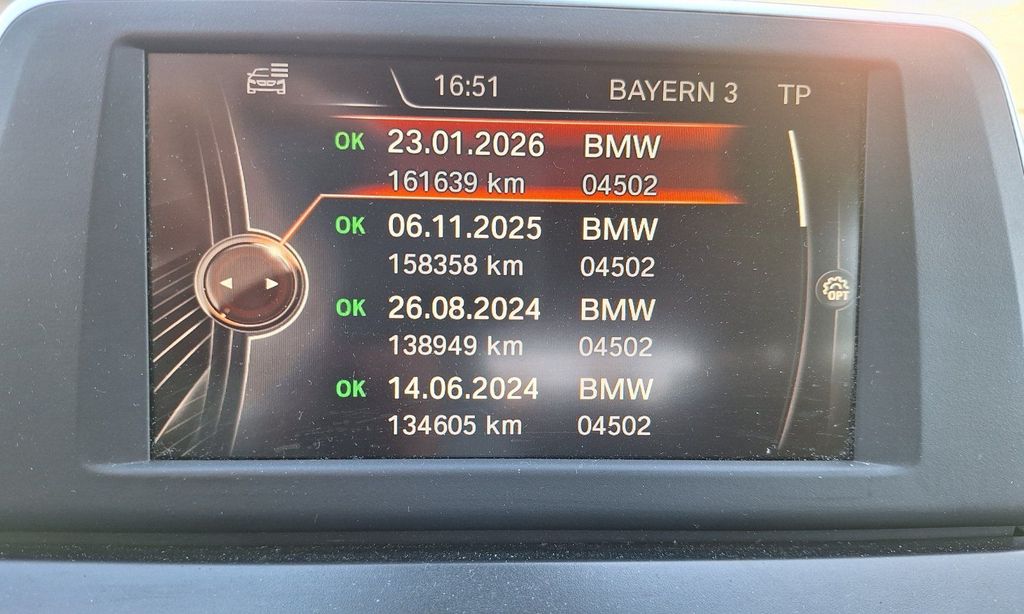 16:51 BAYERN 3 TP
OK 23.01.2026 BMW
161639 km 04502
OK 06.11.2025 BMW
158358 km 04502
OPT
OK 26.08.2024 BMW
138949 km 04502
OK 14.06.2024 BMW
134605 km 04502